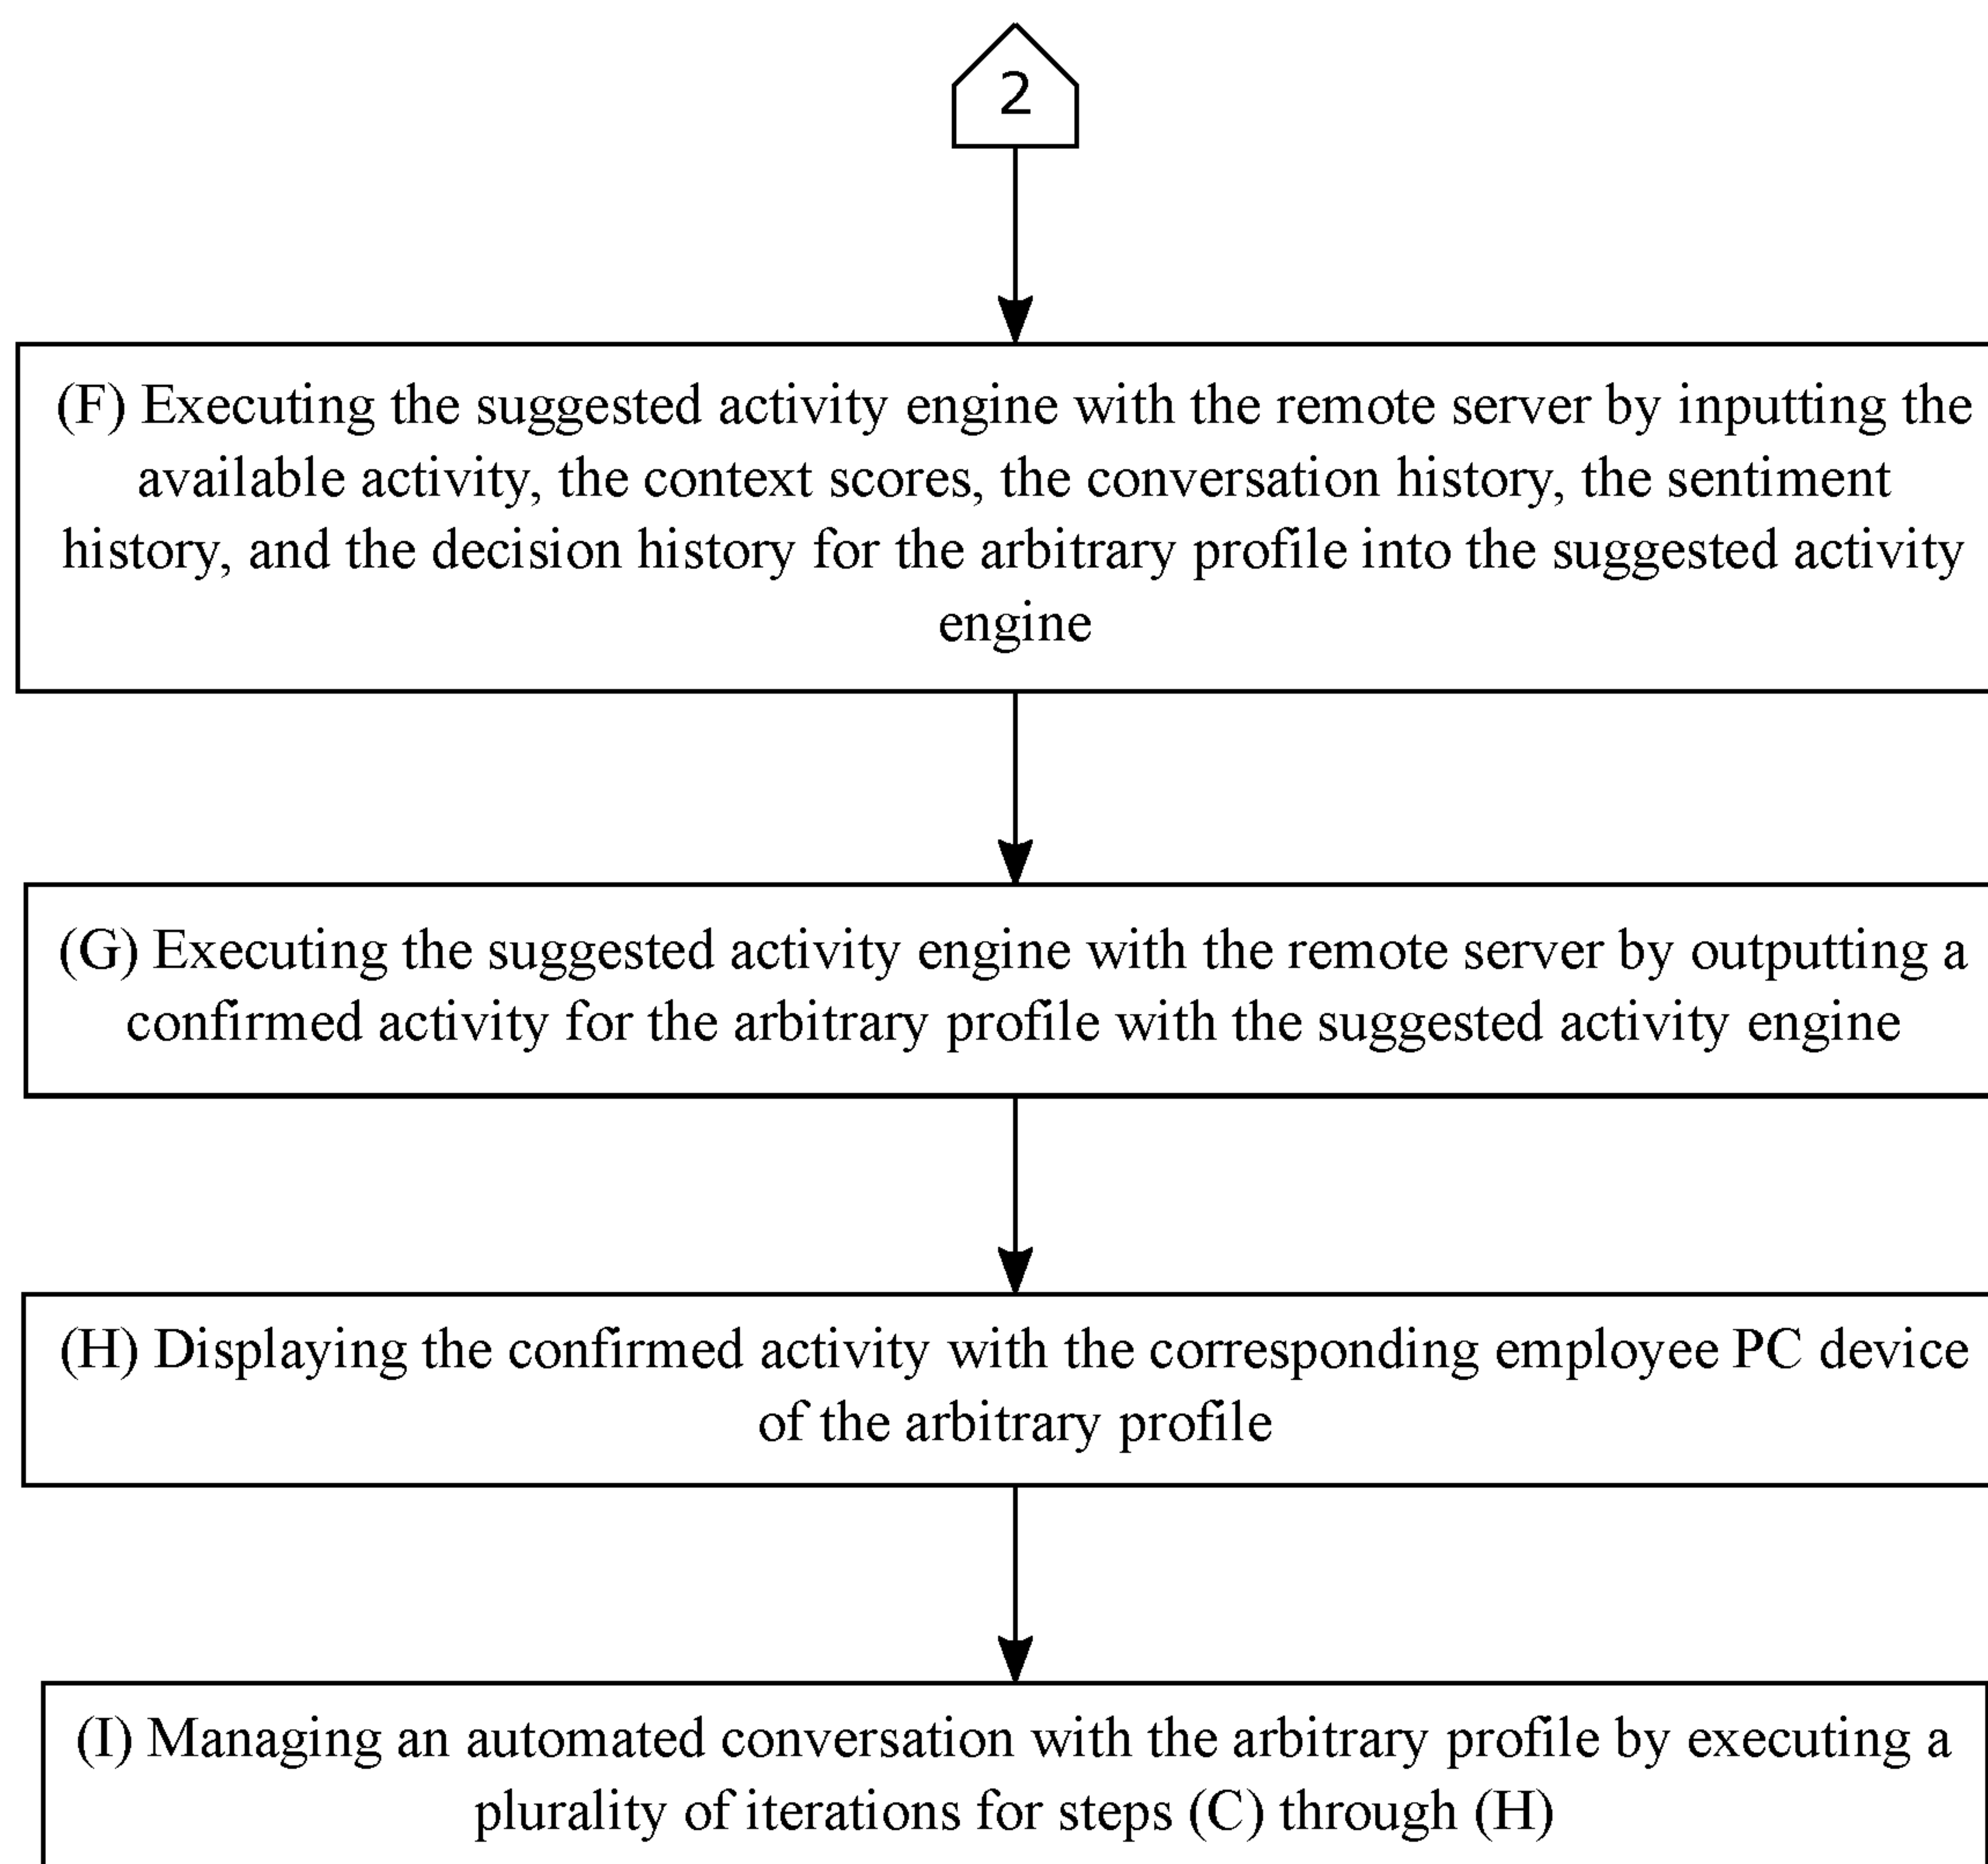 2
(F) Executing the suggested activity engine with the remote server by inputting the
available activity, the context scores, the conversation history, the sentiment
history, and the decision history for the arbitrary profile into the suggested activity
engine
(G) Executing the suggested activity engine with the remote server by outputting a
confirmed activity for the arbitrary profile with the suggested activity engine
(H) Displaying the confirmed activity with the corresponding employee PC device
of the arbitrary profile
(I) Managing an automated conversation with the arbitrary profile by executing a
plurality of iterations for steps (C) through (H)